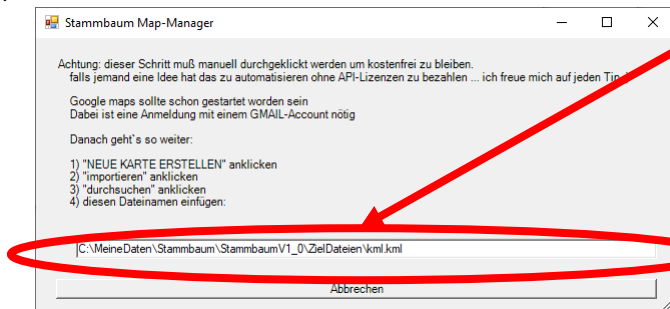 Stammbaum Map-Manager
Achtung: dieser Schritt muß manuell durchgeklickt werden um kostenfrei zu bleiben.
falls jemand eine Idee hat das zu automatisieren ohne API-Lizenzen zu bezahlen ... ich freue mich auf jeden
Google maps sollte schon gestartet worden sein
Dabei ist eine Anmeldung mit einem GMAIL-Account nötig
Danach geht`s so weiter:
1) "NEUE KARTE ERSTELLEN" anklicken
2) "importieren" anklicken
3) "durchsuchen" anklicken
4) diesen Dateinamen einfügen:
C:\MeineDaten\Stammbaum\StammbaumV1_0\ZielDateien\kml.kml
Abbrechen